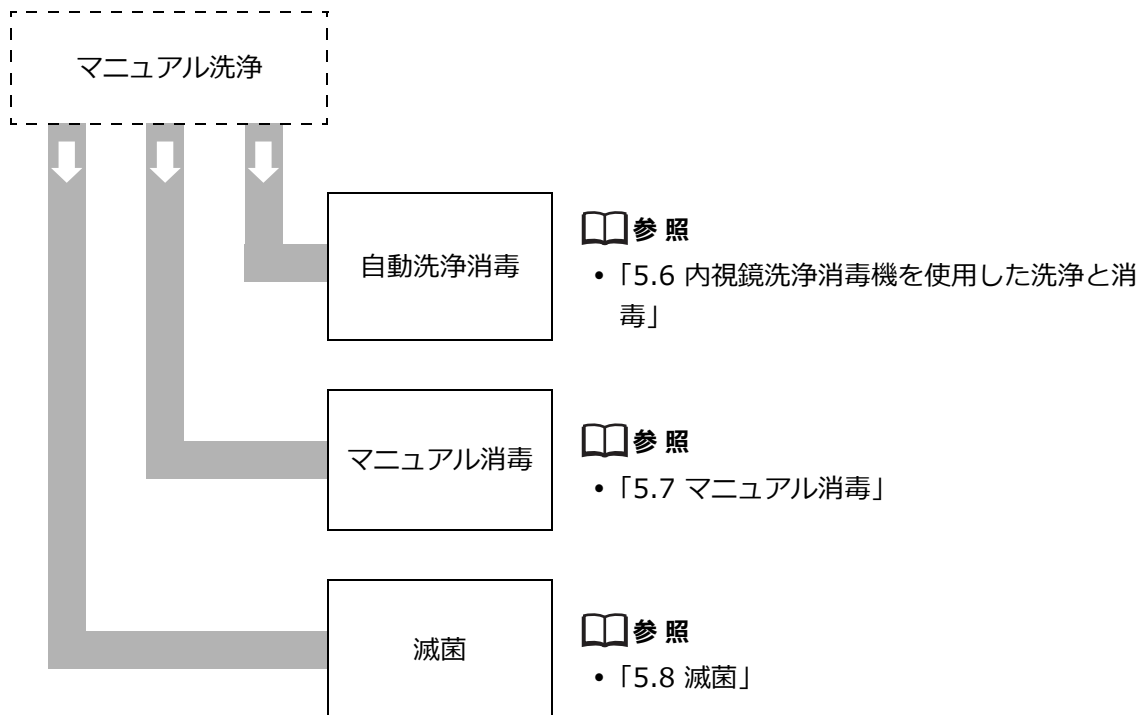 マニュアル洗浄
自動洗浄消毒
参 照
• 「5.6 内視鏡洗浄消毒機を使用した洗浄と消
毒」
マニュアル消毒
参 照
• 「5.7 マニュアル消毒」
滅菌
参 照
• 「5.8 滅菌」